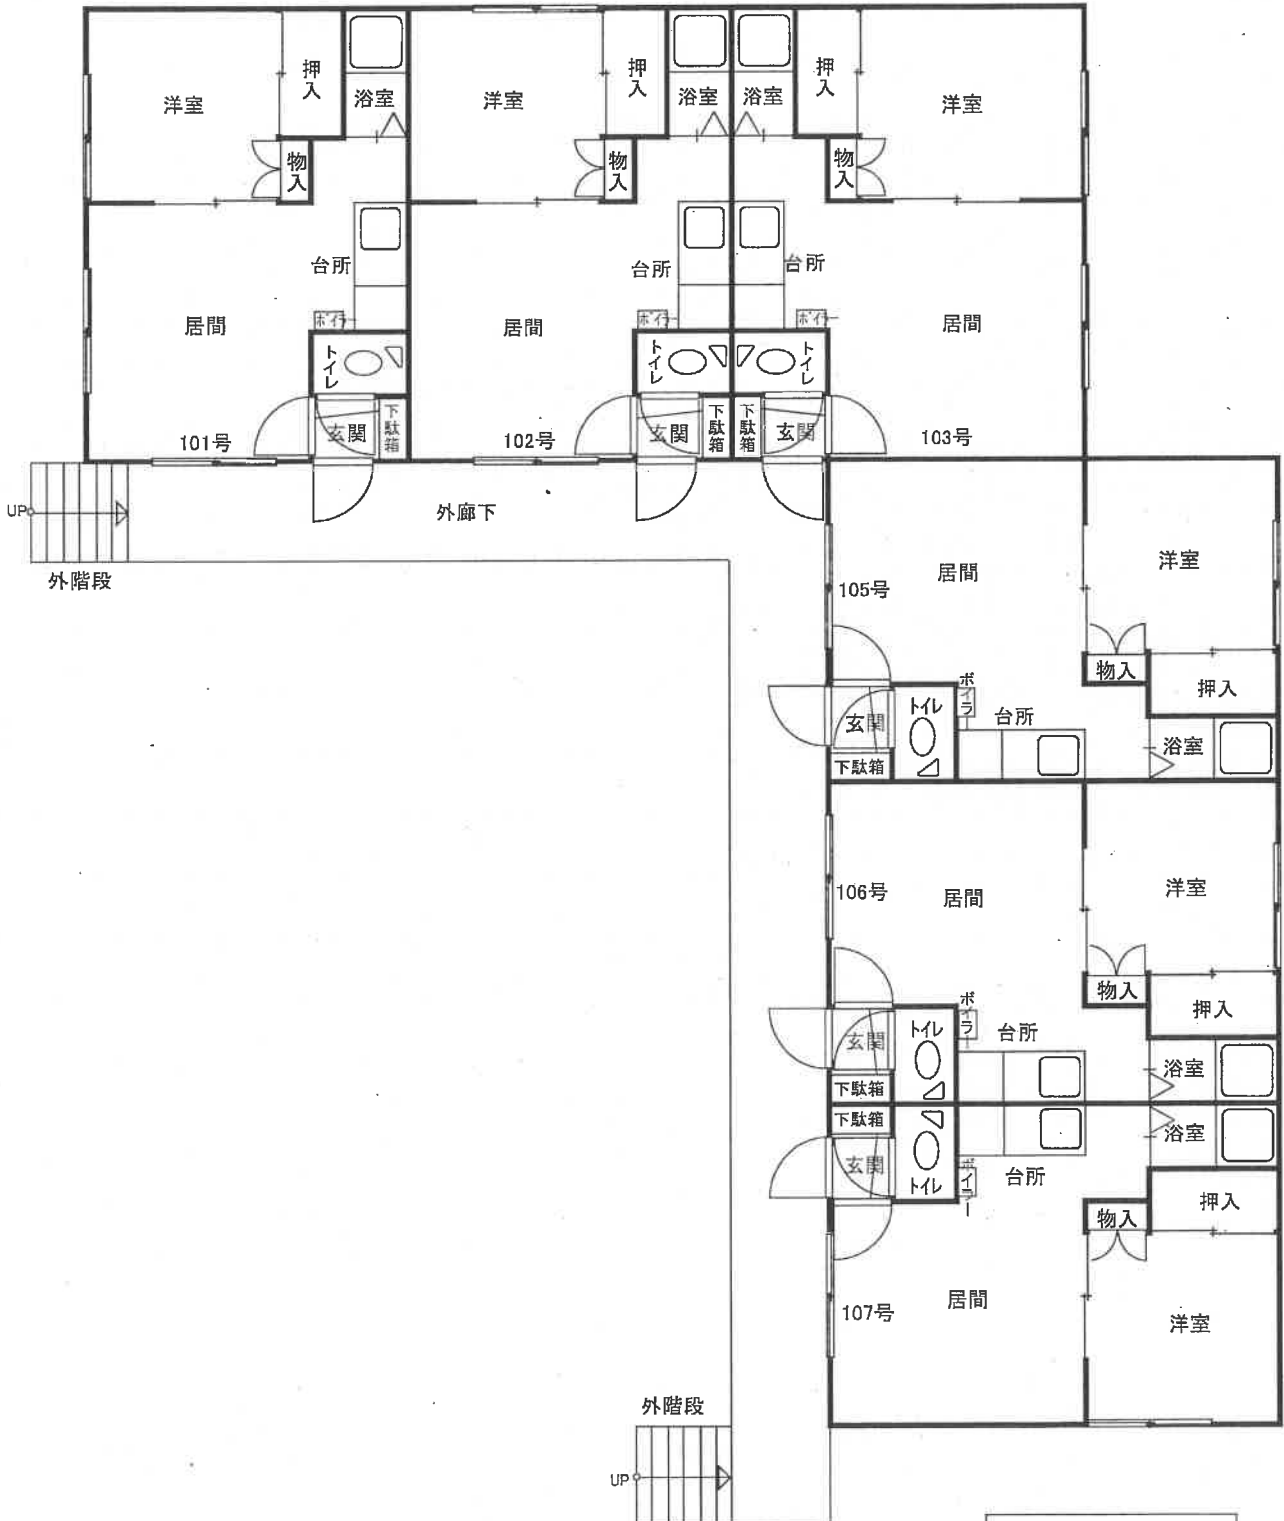 洋室
押入
浴室
物入
台所
居間
ボイラー
トイレ
下駄箱
玄関
101号
洋室
押入
浴室
物入
台所
居間
ボイラー
トイレ
下駄箱
玄関
102号
浴室
押入
洋室
物入
台所
居間
ボイラー
トイレ
下駄箱
玄関
103号
UP
外廊下
外階段
居間
洋室
105号
物入
押入
ボイラー
トイレ
台所
玄関
浴室
下駄箱
106号
居間
洋室
物入
押入
ボイラー
トイレ
台所
玄関
浴室
下駄箱
下駄箱
浴室
玄関
トイレ
ボイラー
台所
押入
物入
107号
居間
洋室
外階段
UP